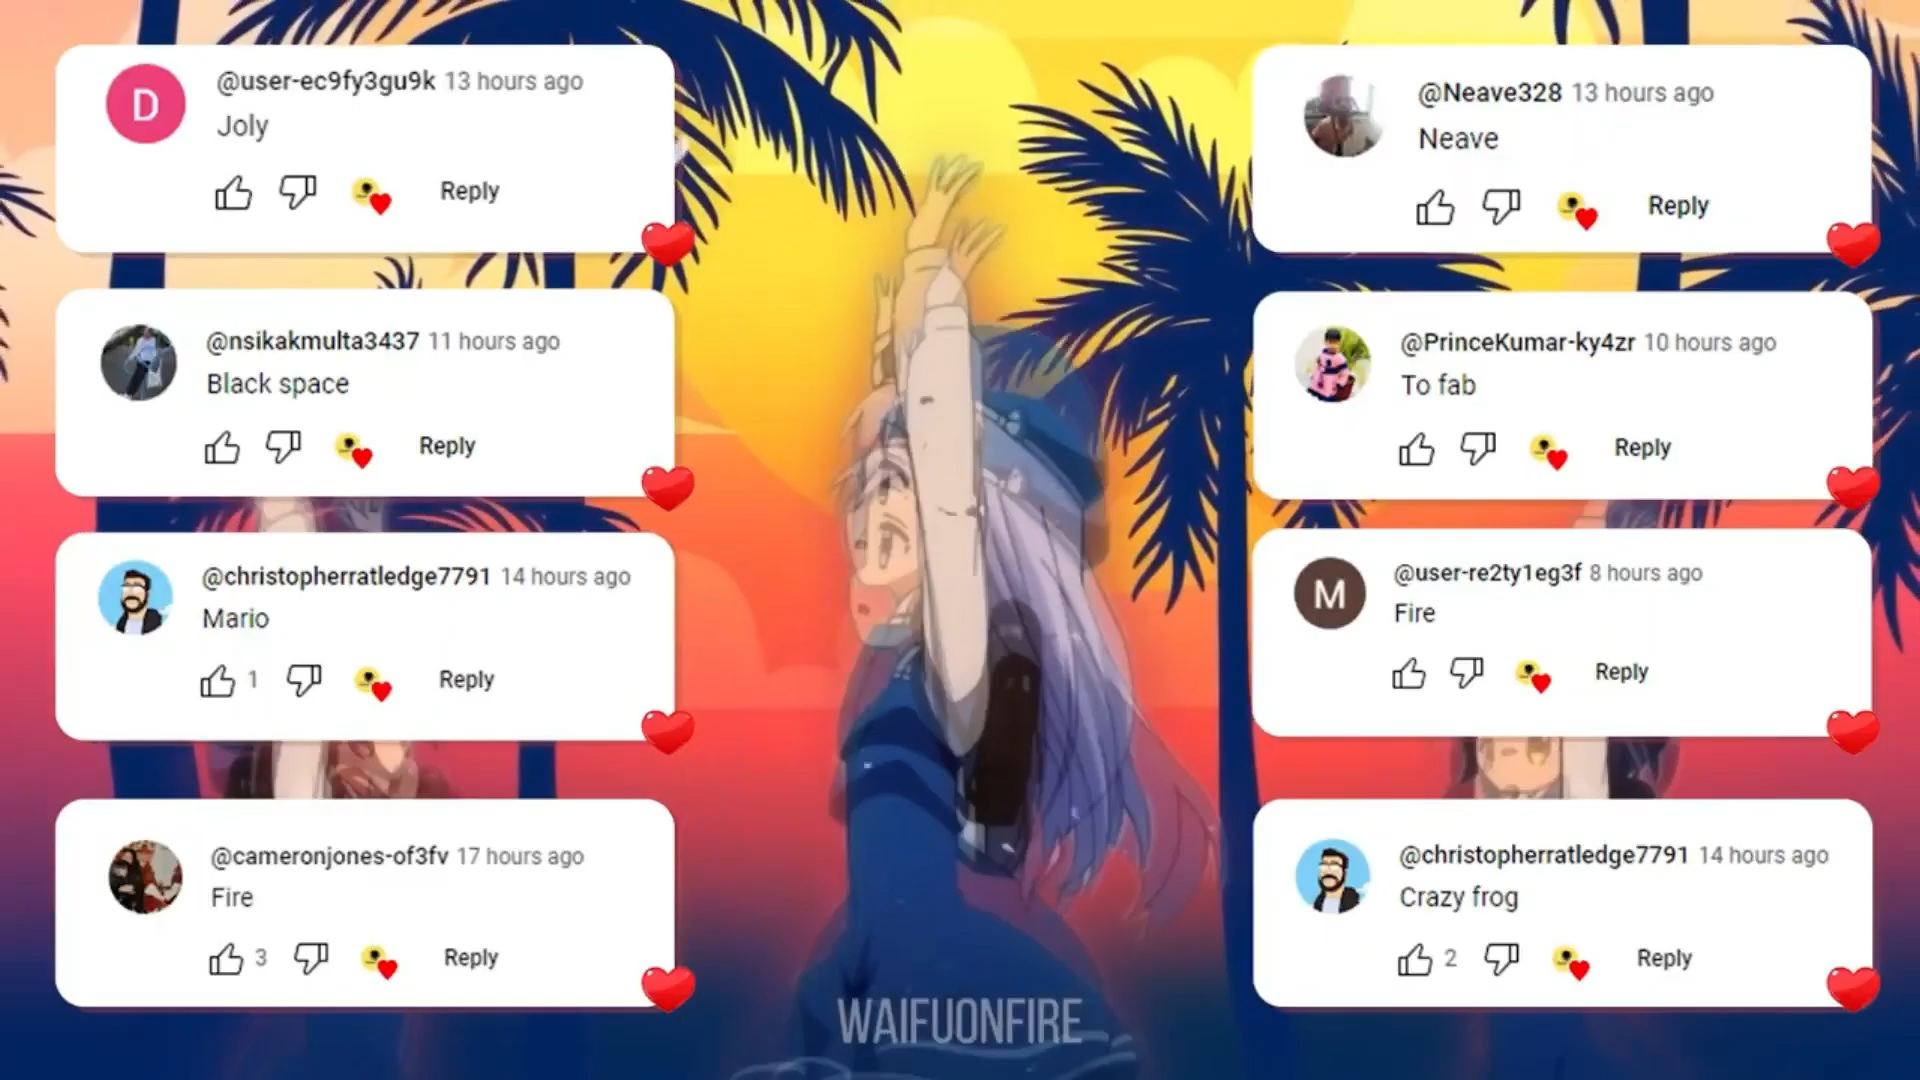 D
@user-ec9fy3gu9k 13 hours ago
Joly
Reply
@nsikakmulta3437 11 hours ago
Black space
Reply
@christopherratledge7791 14 hours ago
Mario
1 Reply
@cameronjones-of3fv 17 hours ago
Fire
3 Reply
@Neave328 13 hours ago
Neave
Reply
@PrinceKumar-ky4zr 10 hours ago
To fab
Reply
M
@user-re2ty1eg3f 8 hours ago
Fire
Reply
@christopherratledge7791 14 hours ago
Crazy frog
2 Reply
WAIFUONFIRE